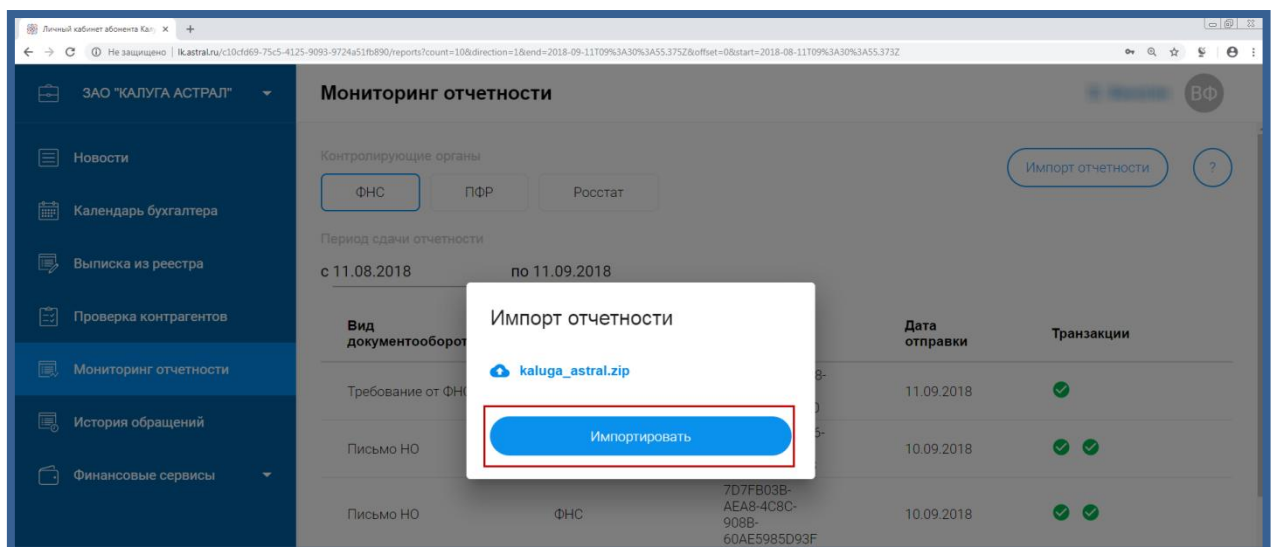 Личный кабинет абонента Кал
Не защищено | lk.astral.ru/c10cfd69-75c5-4125-9093-9724a51fb890/reports?count=10&direction=1&end=2018-09-11T09%3A30%3A55.375Z&offset=0&start=2018-08-11T09%3A30%3A55.373Z
ЗАО "КАЛУГА АСТРАЛ"
Мониторинг отчетности
ВФ
Новости
Календарь бухгалтера
Выписка из реестра
Проверка контрагентов
Мониторинг отчетности
История обращений
Финансовые сервисы
Контролирующие органы
Импорт отчетности
?
ФНС ПФР Росстат
Период сдачи отчетности
с 11.08.2018 по 11.09.2018
Импорт отчетности
kaluga_astral.zip
Импортировать
Вид
документооборот
Дата
отправки
Транзакции
Требование от ФН
11.09.2018
Письмо НО
10.09.2018
Письмо НО
ФНС
7D7FB03B-
AEA8-4C8C-
908B-
60AE5985D93F
10.09.2018